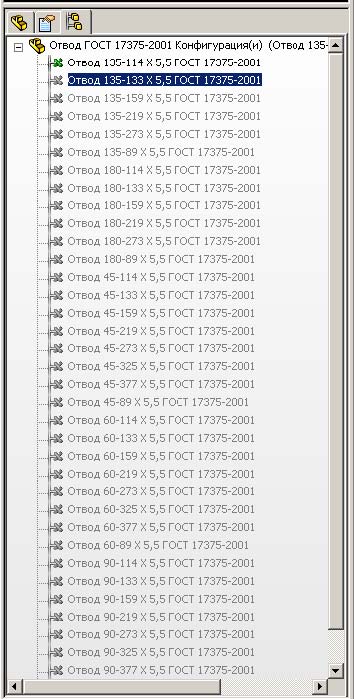 Отвод ГОСТ 17375-2001 Конфигурация(и) (Отвод 135-
Отвод 135-114 X 5,5 ГОСТ 17375-2001
Отвод 135-133 X 5,5 ГОСТ 17375-2001
Отвод 135-159 X 5,5 ГОСТ 17375-2001
Отвод 135-219 X 5,5 ГОСТ 17375-2001
Отвод 135-273 X 5,5 ГОСТ 17375-2001
Отвод 135-89 X 5,5 ГОСТ 17375-2001
Отвод 180-114 X 5,5 ГОСТ 17375-2001
Отвод 180-133 X 5,5 ГОСТ 17375-2001
Отвод 180-159 X 5,5 ГОСТ 17375-2001
Отвод 180-219 X 5,5 ГОСТ 17375-2001
Отвод 180-273 X 5,5 ГОСТ 17375-2001
Отвод 180-89 X 5,5 ГОСТ 17375-2001
Отвод 45-114 X 5,5 ГОСТ 17375-2001
Отвод 45-133 X 5,5 ГОСТ 17375-2001
Отвод 45-159 X 5,5 ГОСТ 17375-2001
Отвод 45-219 X 5,5 ГОСТ 17375-2001
Отвод 45-273 X 5,5 ГОСТ 17375-2001
Отвод 45-325 X 5,5 ГОСТ 17375-2001
Отвод 45-377 X 5,5 ГОСТ 17375-2001
Отвод 45-89 X 5,5 ГОСТ 17375-2001
Отвод 60-114 X 5,5 ГОСТ 17375-2001
Отвод 60-133 X 5,5 ГОСТ 17375-2001
Отвод 60-159 X 5,5 ГОСТ 17375-2001
Отвод 60-219 X 5,5 ГОСТ 17375-2001
Отвод 60-273 X 5,5 ГОСТ 17375-2001
Отвод 60-325 X 5,5 ГОСТ 17375-2001
Отвод 60-377 X 5,5 ГОСТ 17375-2001
Отвод 60-89 X 5,5 ГОСТ 17375-2001
Отвод 90-114 X 5,5 ГОСТ 17375-2001
Отвод 90-133 X 5,5 ГОСТ 17375-2001
Отвод 90-159 X 5,5 ГОСТ 17375-2001
Отвод 90-219 X 5,5 ГОСТ 17375-2001
Отвод 90-273 X 5,5 ГОСТ 17375-2001
Отвод 90-325 X 5,5 ГОСТ 17375-2001
Отвод 90-377 X 5,5 ГОСТ 17375-2001